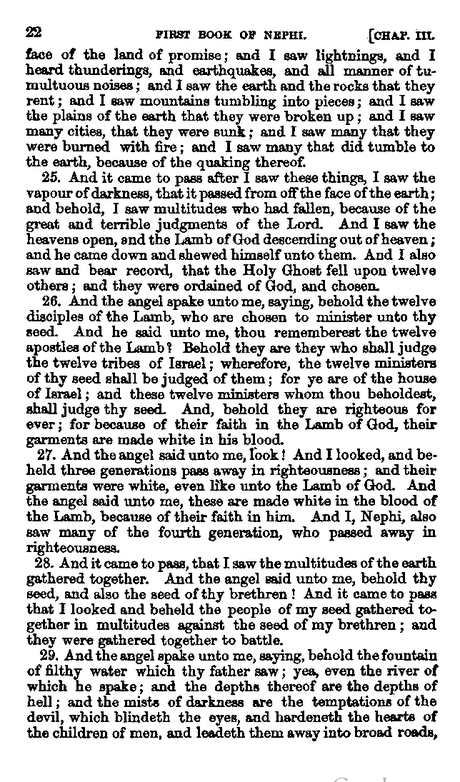 22 FIRST BOOK OF NEPHI. [CHAP. III.
face of the land of promise; and I saw lightnings, and I
heard thunderings, and earthquakes, and all manner of tu-
multuous noises; and I saw the earth and the rocks that they
rent; and I saw mountains tumbling into pieces; and I saw
the plains of the earth that they were broken up; and I saw
many cities, that they were sunk; and I saw many that they
were burned with fire; and I saw many that did tumble to
the earth, because of the quaking thereof.
25. And it came to pass after I saw these things, I saw the
vapour of darkness, that it passed from off the face of the earth;
and behold, I saw multitudes who had fallen, because of the
great and terrible judgments of the Lord. And I saw the
heavens open, and the Lamb of God descending out of heaven;
and he came down and shewed himself unto them. And I also
saw and bear record, that the Holy Ghost fell upon twelve
others; and they were ordained of God, and chosen.
26. And the angel spake unto me, saying, behold the twelve
disciples of the Lamb, who are chosen to minister unto thy
seed. And he said unto me, thou rememberest the twelve
apostles of the Lamb? Behold they are they who shall judge
the twelve tribes of Israel; wherefore, the twelve ministers
of thy seed shall be judged of them; for ye are of the house
of Israel; and these twelve ministers whom thou beholdest,
shall judge thy seed. And, behold they are righteous for
ever; for because of their faith in the Lamb of God, their
garments are made white in his blood.
27. And the angel said unto me, look! And I looked, and be-
held three generations pass away in righteousness; and their
garments were white, even like unto the Lamb of God. And
the angel said unto me, these are made white in the blood of
the Lamb, because of their faith in him. And I, Nephi, also
saw many of the fourth generation, who passed away in
righteousness.
28. And it came to pass, that I saw the multitudes of the earth
gathered together. And the angel said unto me, behold thy
seed, and also the seed of thy brethren! And it came to pass
that I looked and beheld the people of my seed gathered to-
gether in multitudes against the seed of my brethren; and
they were gathered together to battle.
29. And the angel spake unto me, saying, behold the fountain
of filthy water which thy father saw; yea, even the river of
which he spake; and the depths thereof are the depths of
hell; and the mists of darkness are the temptations of the
devil, which blindeth the eyes, and hardeneth the hearts of
the children of men, and leadeth them away into broad roads,